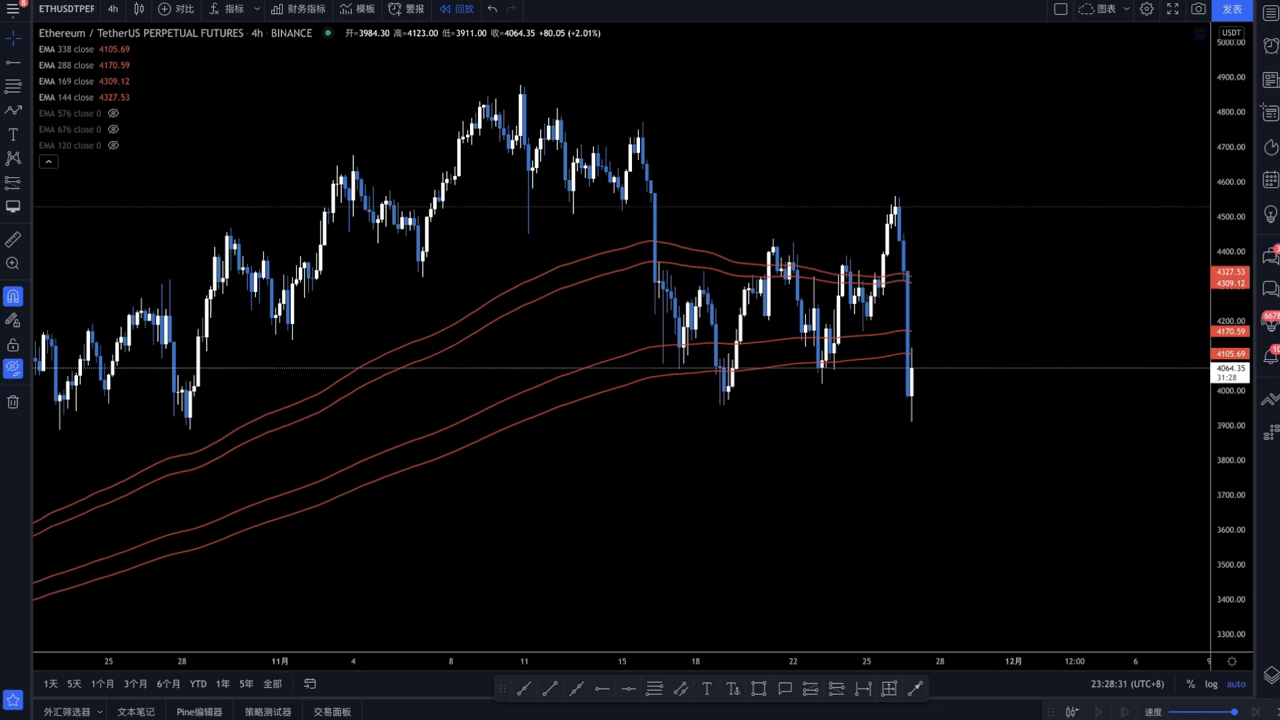 8
ETHUSDTPER 4h 对比 指标 财务指标 模板 警报 回放 图表 发表
Ethereum / TetherUS PERPETUAL FUTURES · 4h · BINANCE 开=3984.30 高=4123.00 低=3911.00 收=4064.35 +80.05 (+2.01%)
EMA 338 close 4105.69
EMA 288 close 4170.59
EMA 169 close 4309.12
EMA 144 close 4327.53
EMA 576 close 0
EMA 676 close 0
EMA 120 close 0
USDT
5000.00
4900.00
4800.00
4700.00
4600.00
4500.00
4400.00
4327.53
4309.12
4200.00
4170.59
4105.69
4064.35
31:28
4000.00
3900.00
3800.00
3700.00
3600.00
3500.00
3400.00
3300.00
25 28 11月 4 8 11 15 18 22 25 28 12月 12:00 6 9
1天 5天 1个月 3个月 6个月 YTD 1年 5年 全部 23:28:31 (UTC+8) % log auto
外汇筛选器 文本笔记 Pine编辑器 策略测试器 交易面板 速度